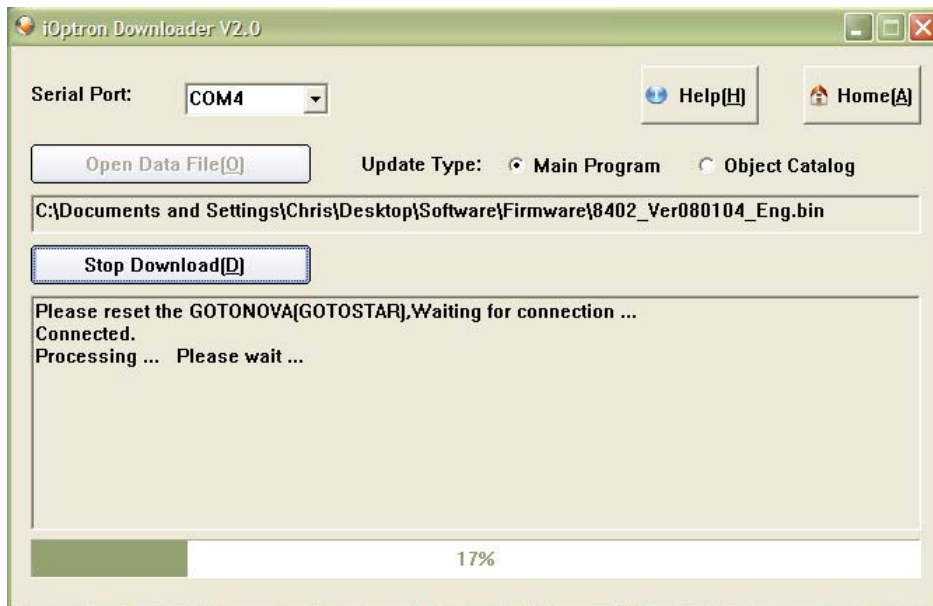 iOptron Downloader V2.0
Serial Port: COM4 Help(H) Home(A)
Open Data File(O) Update Type: Main Program Object Catalog
C:\Documents and Settings\Chris\Desktop\Software\Firmware\8402_Ver080104_Eng.bin
Stop Download(D)
Please reset the GOTONOVA(GOTOSTAR),Waiting for connection ...
Connected.
Processing ... Please wait ...
17%